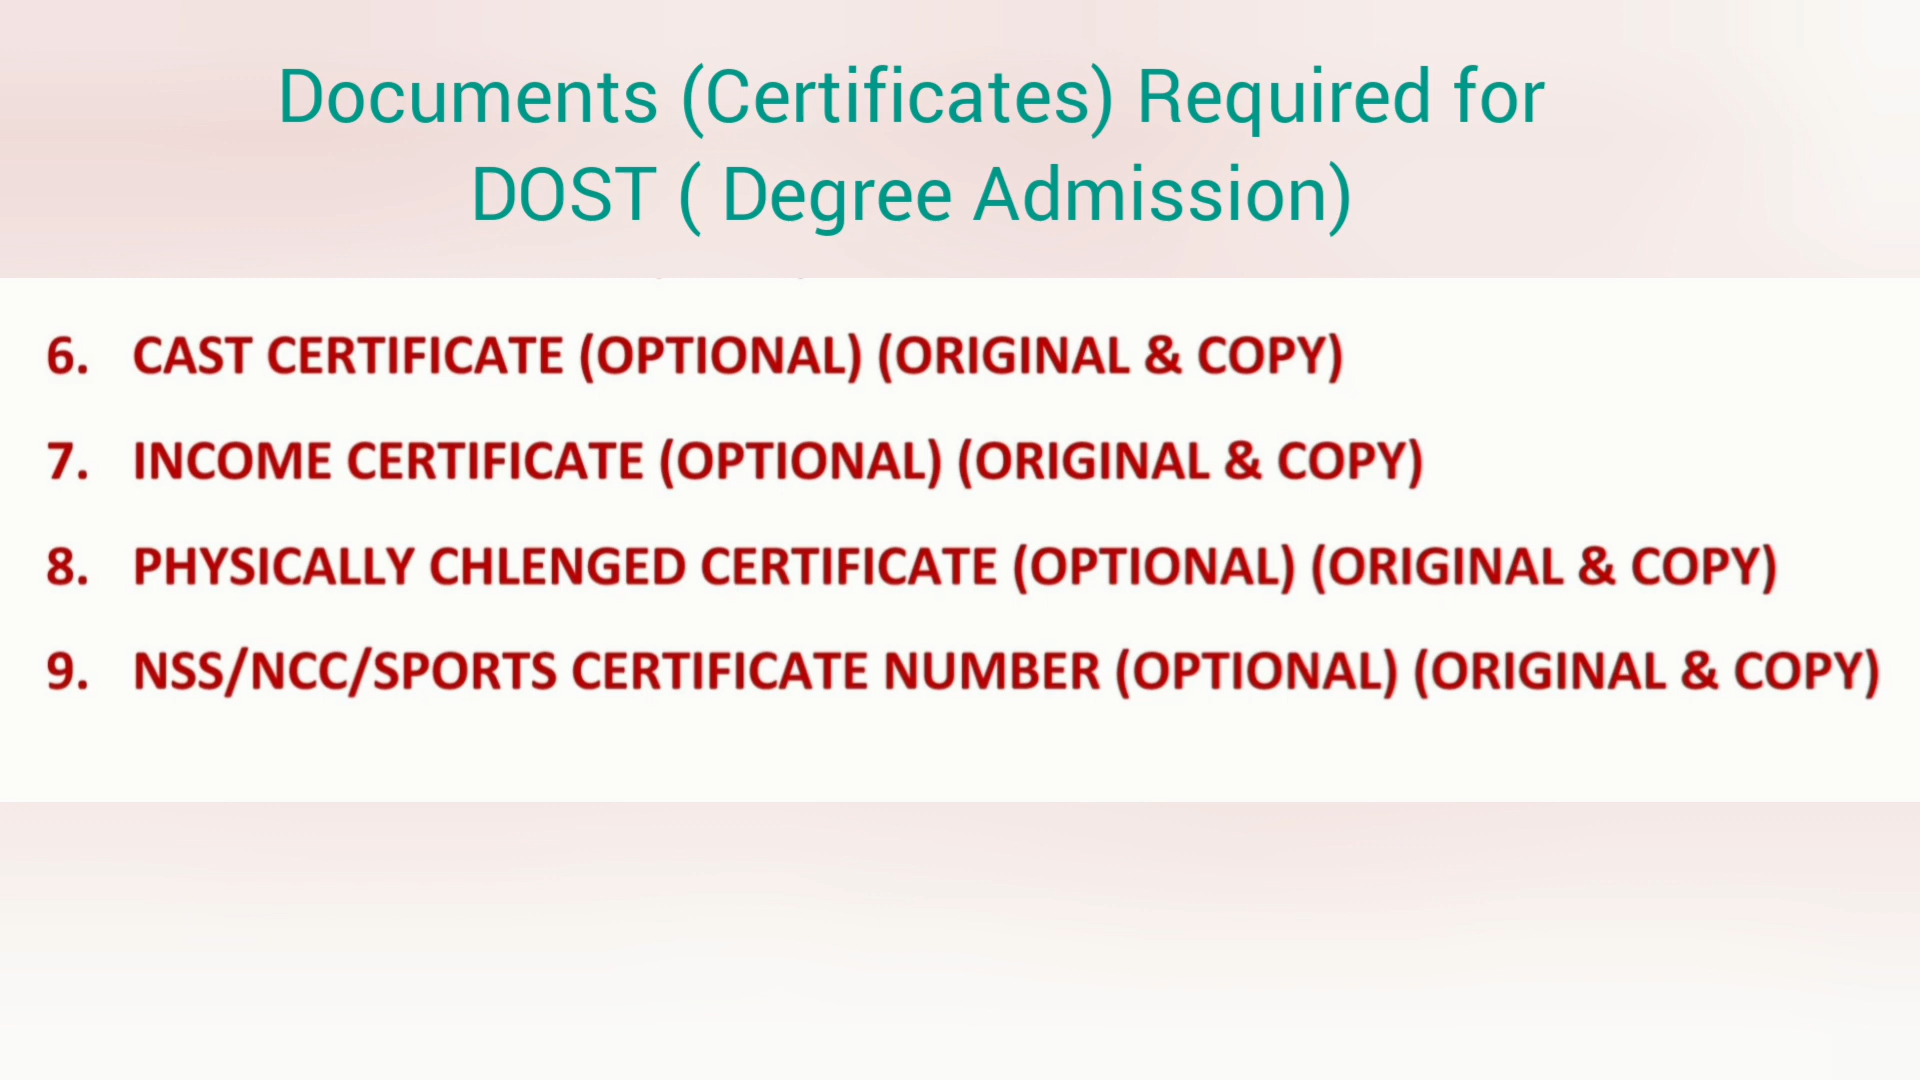 Documents (Certificates) Required for
DOST ( Degree Admission)
6. CAST CERTIFICATE (OPTIONAL) (ORIGINAL & COPY)
7. INCOME CERTIFICATE (OPTIONAL) (ORIGINAL & COPY)
8. PHYSICALLY CHLENGED CERTIFICATE (OPTIONAL) (ORIGINAL & COPY)
9. NSS/NCC/SPORTS CERTIFICATE NUMBER (OPTIONAL) (ORIGINAL & COPY)